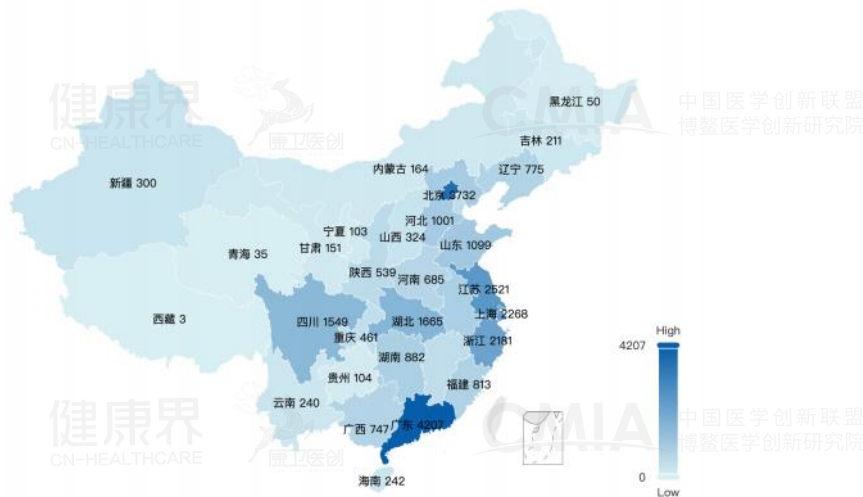 健康界
CN-HEALTHCARE
康卫医创
CMIA
中国医学创新联盟
博鳌医学创新研究院
黑龙江 50
吉林 211
内蒙古 164
辽宁 775
新疆 300
北京 3732
河北 1001
宁夏 103
山西 324
山东 1099
青海 35
甘肃 151
陕西 539
河南 685
江苏 2521
西藏 3
四川 1549
湖北 1665
上海 2268
重庆 461
浙江 2181
湖南 882
贵州 104
福建 813
云南 240
广西 747
广东 4207
海南 242
High
4207
0
Low
健康界
CN-HEALTHCARE
康卫医创
CMIA
中国医学创新联盟
博鳌医学创新研究院